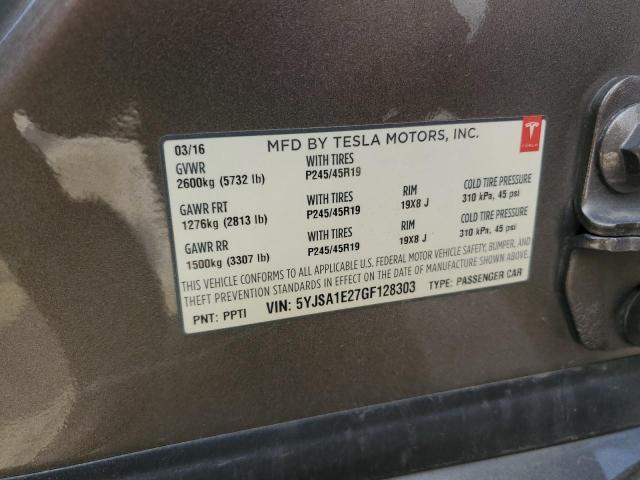 03/16 MFD BY TESLA MOTORS, INC.
TESLA
GVWR WITH TIRES
2600kg (5732 lb) P245/45R19
GAWR FRT WITH TIRES RIM COLD TIRE PRESSURE
1276kg (2813 lb) P245/45R19 19X8 J 310 kPa, 45 psi
GAWR RR WITH TIRES RIM COLD TIRE PRESSURE
1500kg (3307 lb) P245/45R19 19X8 J 310 kPa, 45 psi
THIS VEHICLE CONFORMS TO ALL APPLICABLE U.S. FEDERAL MOTOR VEHICLE SAFETY, BUMPER, AND
THEFT PREVENTION STANDARDS IN EFFECT ON THE DATE OF MANUFACTURE SHOWN ABOVE.
PNT: PPTI VIN: 5YJSA1E27GF128303 TYPE: PASSENGER CAR